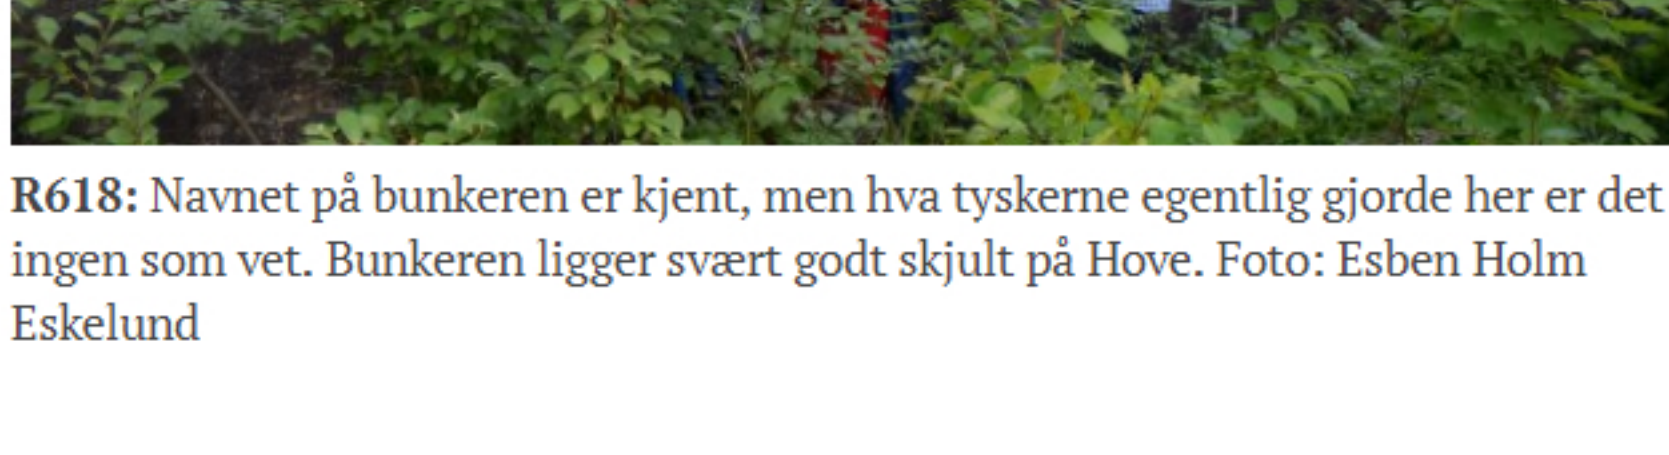 R618: Navnet på bunkeren er kjent, men hva tyskerne egentlig gjorde her er det
ingen som vet. Bunkeren ligger svært godt skjult på Hove. Foto: Esben Holm
Eskelund